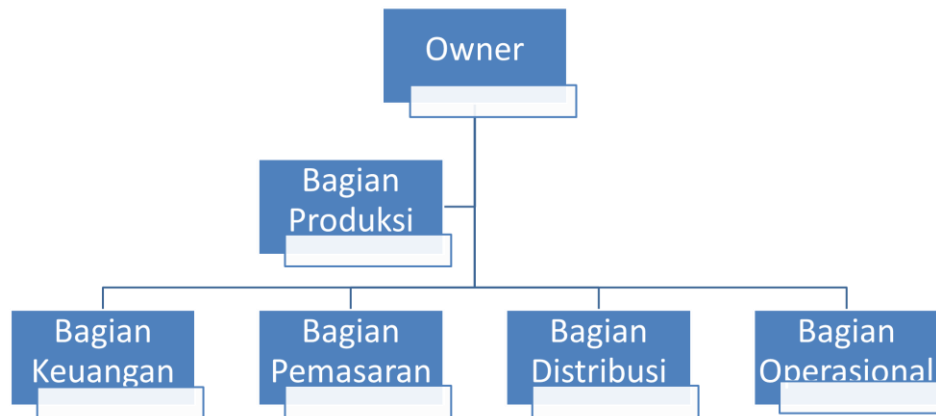 Owner
Bagian
Produksi
Bagian
Keuangan
Bagian
Pemasaran
Bagian
Distribusi
Bagian
Operasional